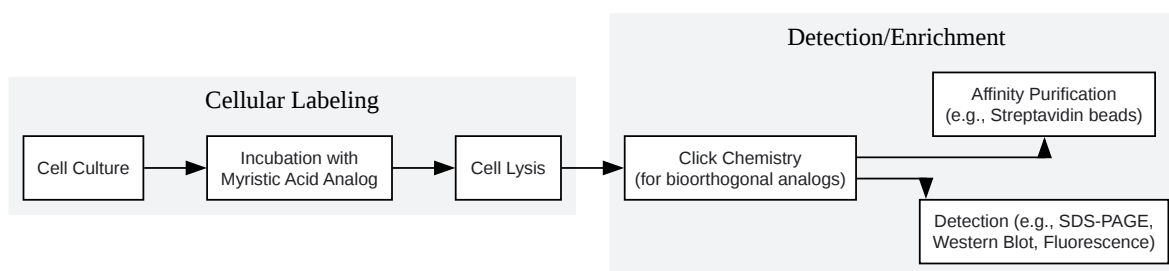 Cellular Labeling
Cell Culture
Incubation with
Myristic Acid Analog
Cell Lysis
Detection/Enrichment
Click Chemistry
(for bioorthogonal analogs)
Affinity Purification
(e.g., Streptavidin beads)
Detection (e.g., SDS-PAGE,
Western Blot, Fluorescence)